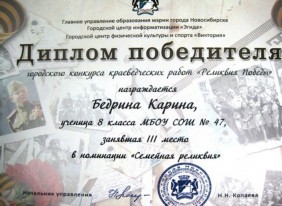 Главное управление образования мэрии города Новосибирска
Городской центр информатизации «Эгида»
Городской центр физической культуры и спорта «Виктория»
Диплом победителя
городского конкурса краеведческих работ «Реликвия Победы»
награждается
Бедрина Карина,
ученица 8 класса МБОУ СОШ № 47,
занявшая III место
в номинации «Семейная реликвия»
Начальник управления
Н.Н. Копаева